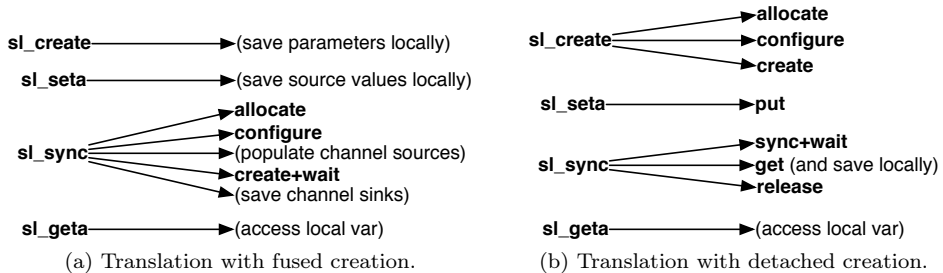 sl_create (save parameters locally)
sl_seta (save source values locally)
allocate
configure
sl_sync (populate channel sources)
create+wait
(save channel sinks)
sl_geta (access local var)
(a) Translation with fused creation.
allocate
sl_create configure
create
sl_seta put
sync+wait
sl_sync get (and save locally)
release
sl_geta (access local var)
(b) Translation with detached creation.